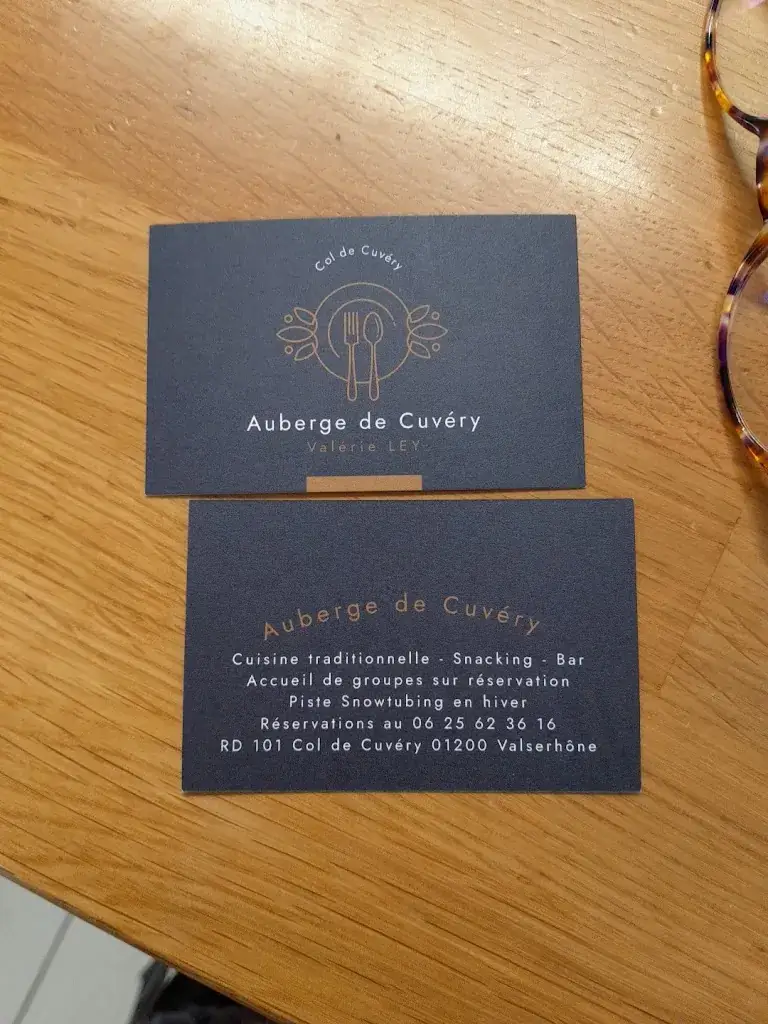 Col de Cuvéry
Auberge de Cuvéry
Valérie LEY
Auberge de Cuvéry
Cuisine traditionnelle - Snacking - Bar
Accueil de groupes sur réservation
Piste Snowtubing en hiver
Réservations au 06 25 62 36 16
RD 101 Col de Cuvéry 01200 Valserhône